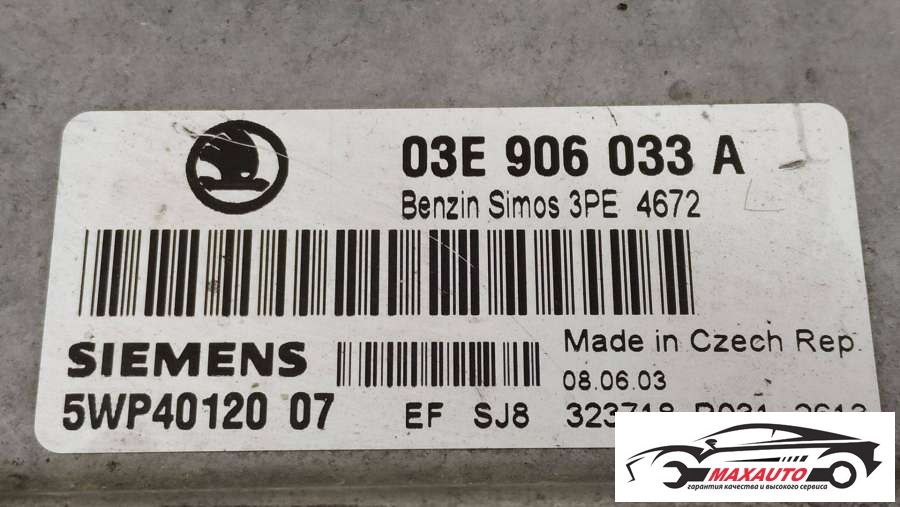 03E 906 033 A
Benzin Simos 3PE 4672
SIEMENS
Made in Czech Rep.
08.06.03
5WP40120 07
EF SJ8 323718
MAXAUTO
гарантия качества и высокого сервиса